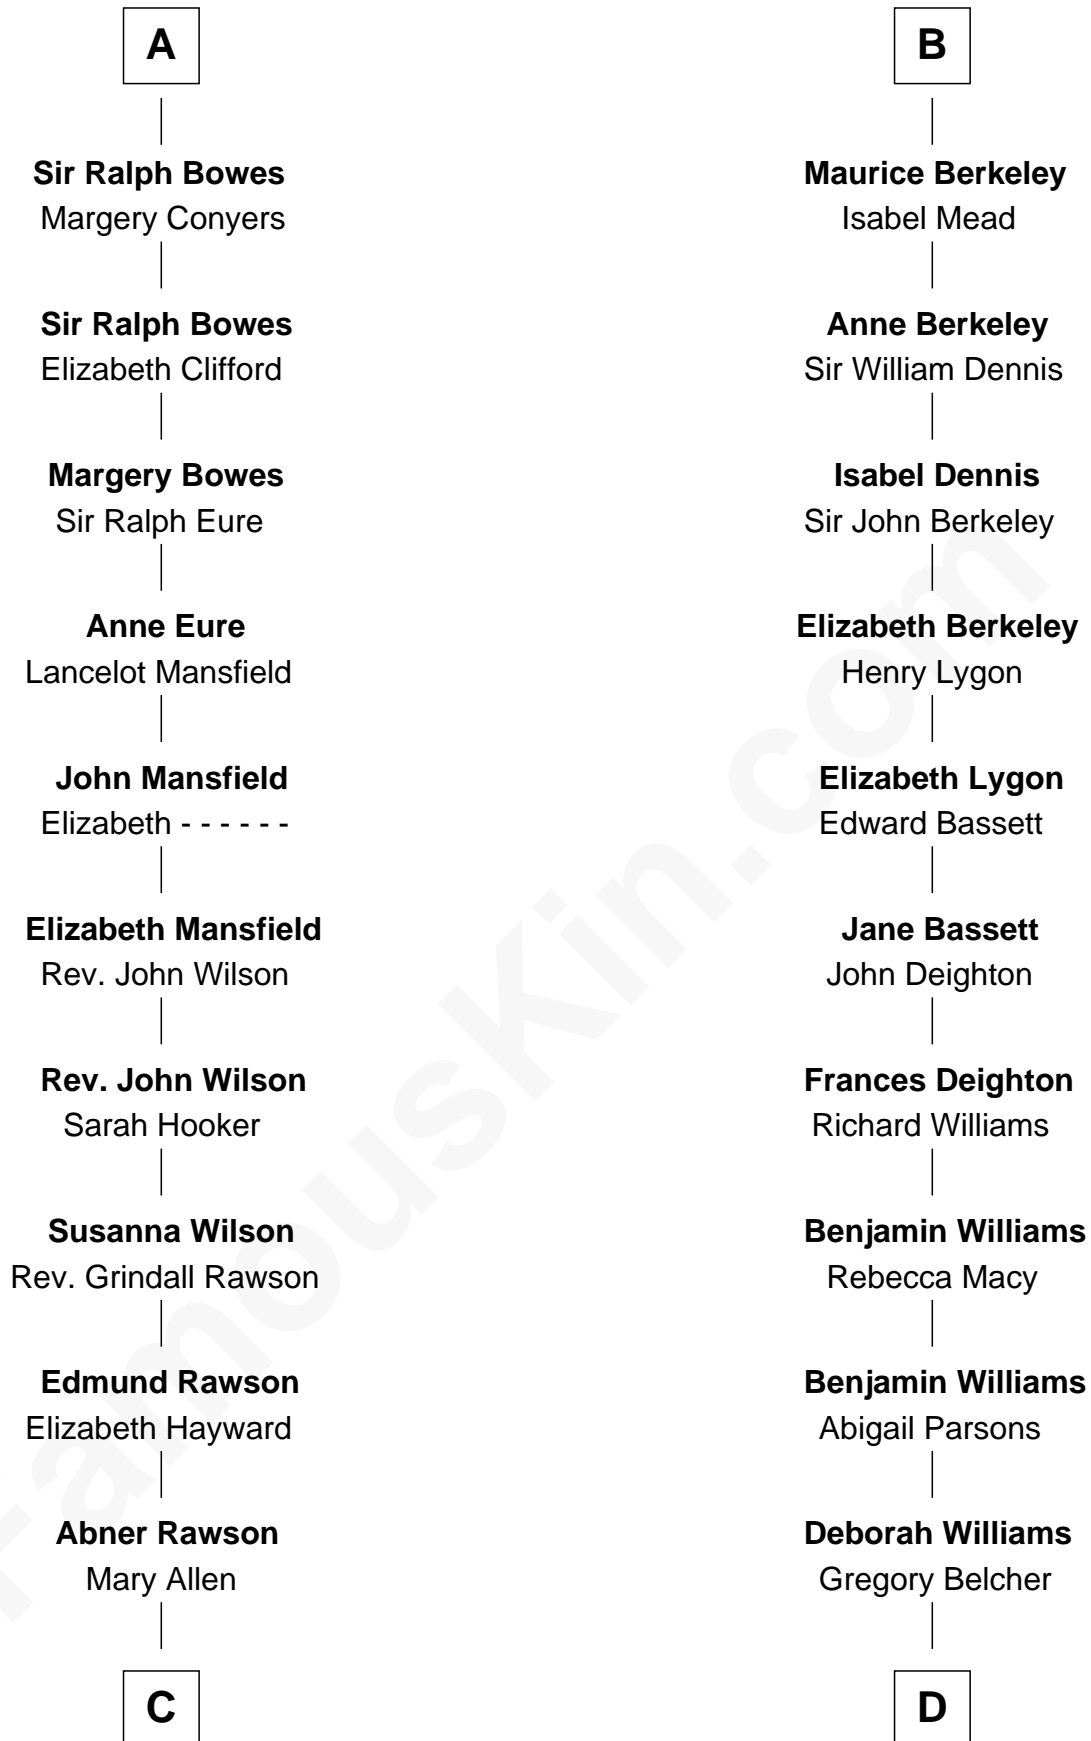 A
Sir Ralph Bowes
Margery Conyers
Sir Ralph Bowes
Elizabeth Clifford
Margery Bowes
Sir Ralph Eure
Anne Eure
Lancelot Mansfield
John Mansfield
Elizabeth - - - - - -
Elizabeth Mansfield
Rev. John Wilson
Rev. John Wilson
Sarah Hooker
Susanna Wilson
Rev. Grindall Rawson
Edmund Rawson
Elizabeth Hayward
Abner Rawson
Mary Allen
C
B
Maurice Berkeley
Isabel Mead
Anne Berkeley
Sir William Dennis
Isabel Dennis
Sir John Berkeley
Elizabeth Berkeley
Henry Lygon
Elizabeth Lygon
Edward Bassett
Jane Bassett
John Deighton
Frances Deighton
Richard Williams
Benjamin Williams
Rebecca Macy
Benjamin Williams
Abigail Parsons
Deborah Williams
Gregory Belcher
D
FamousKin.com